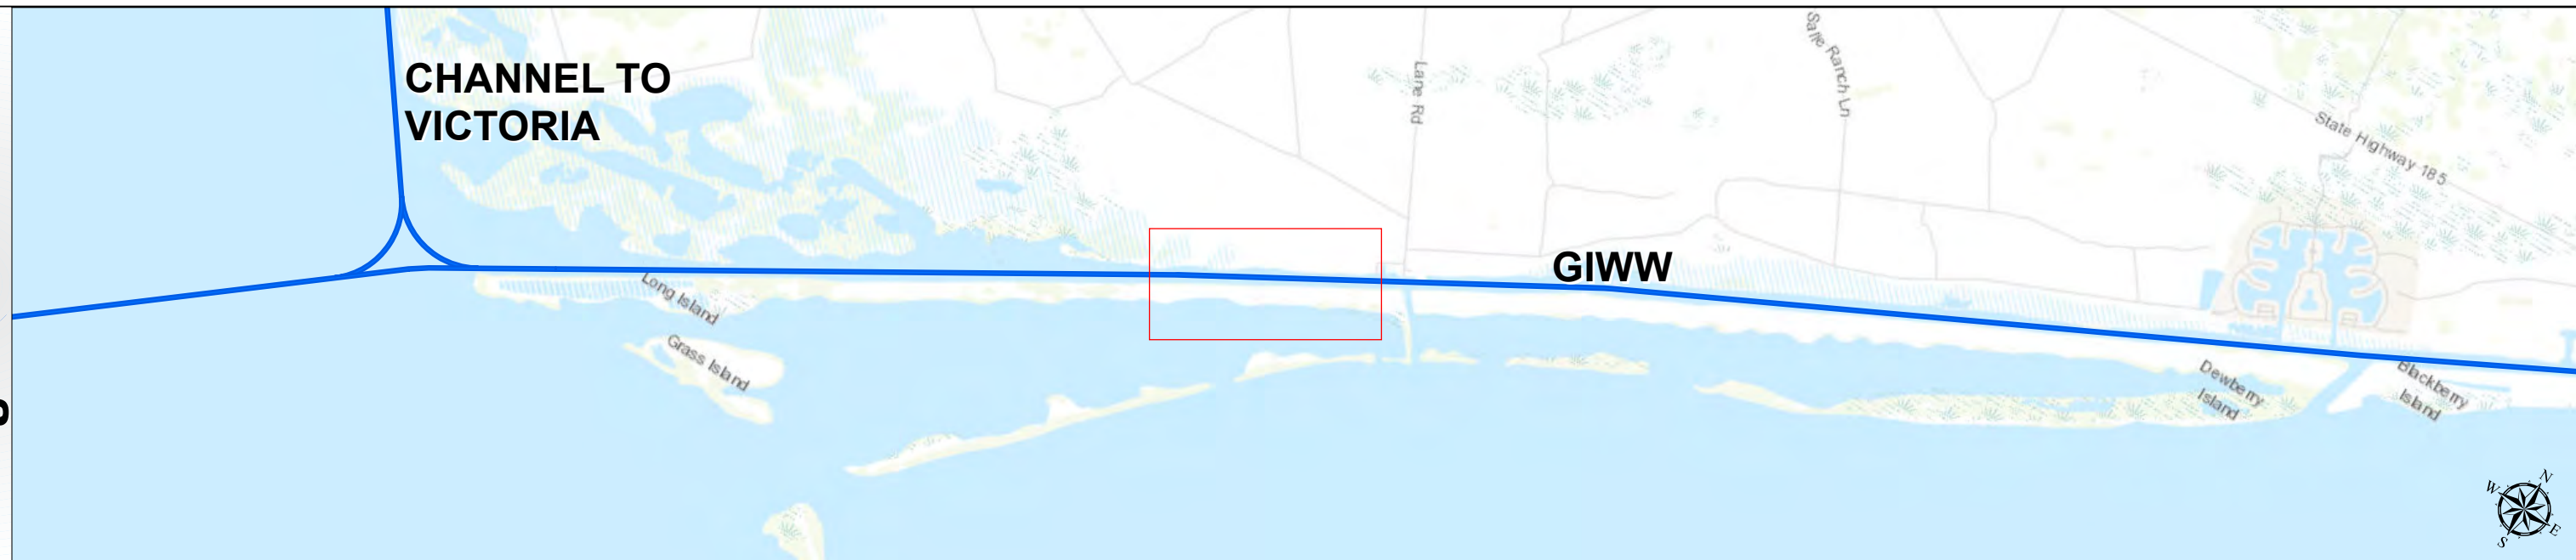 CHANNEL TO
VICTORIA
Lane Rd
Ranch Ln
State Highway 185
GIWW
Long Island
Grass Island
Dewberry
Island
Blackberry
Island
N
W
E
S